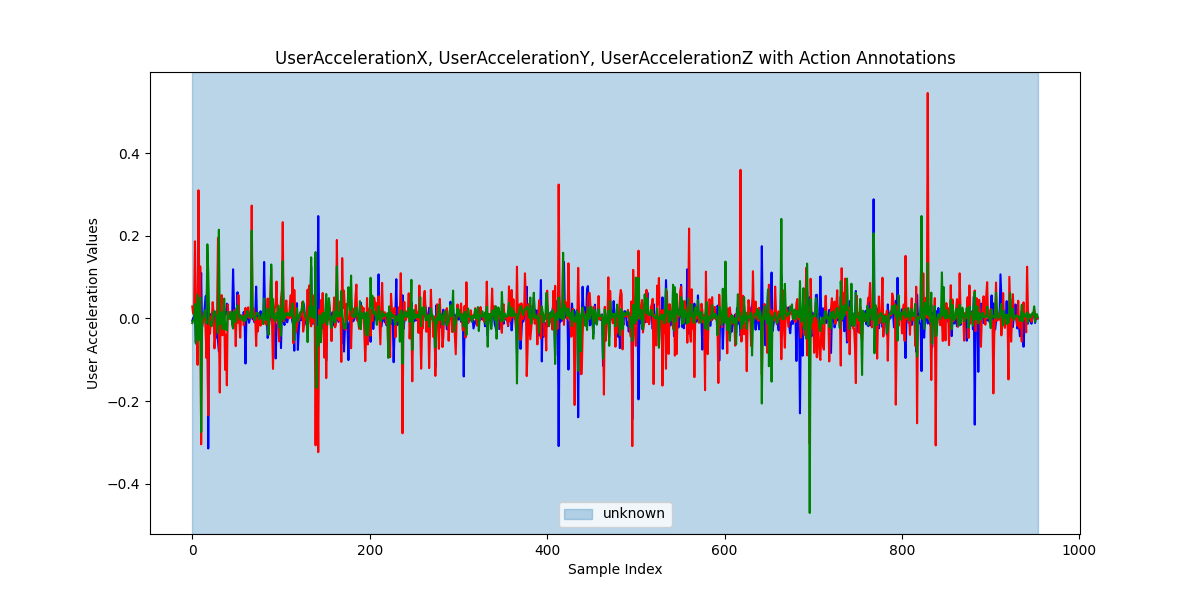 UserAccelerationX, UserAccelerationY, UserAccelerationZ with Action Annotations
User Acceleration Values
0.4
0.2
0.0
−0.2
−0.4
unknown
0 200 400 600 800 1000
Sample Index